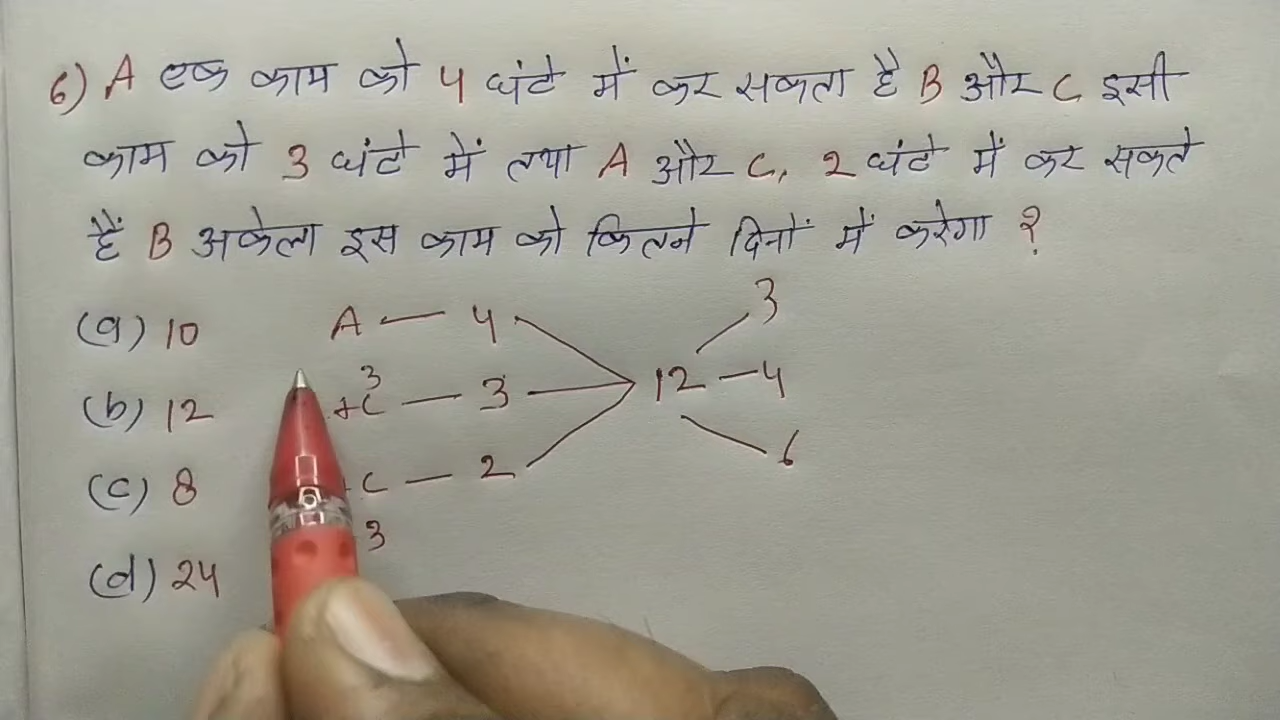 6) A एक काम को 4 घंटे में कर सकता है B और C इसी
काम को 3 घंटे में तथा A और C, 2 घंटे में कर सकते
हैं B अकेला इस काम को कितने दिनों में करेगा ?
(a) 10
(b) 12
(c) 8
(d) 24
A — 4
3
+C — 3
C — 2
3
12
3
4
6